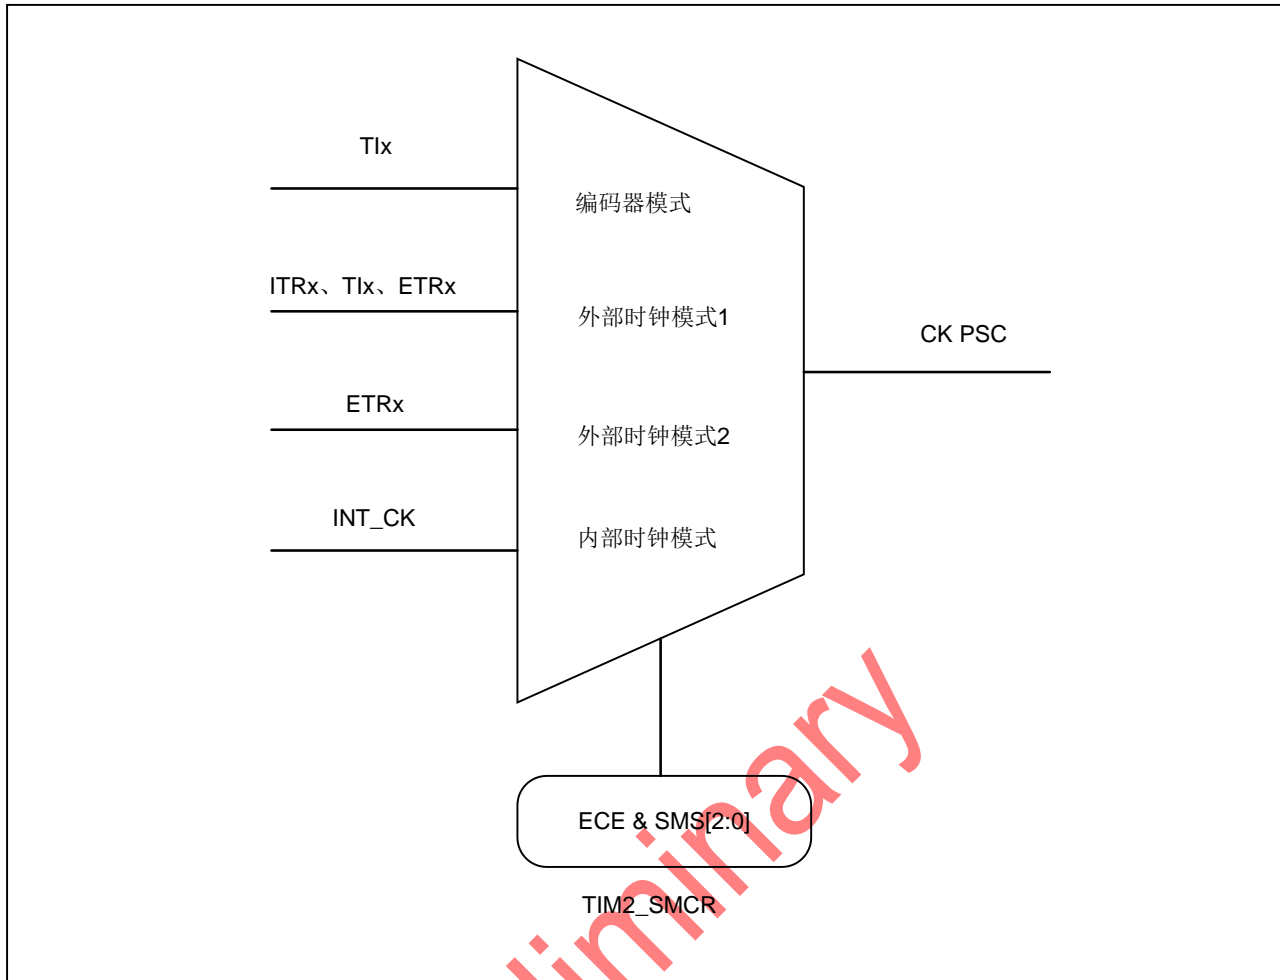 TIx
编码器模式
ITRx、TIx、ETRx
外部时钟模式1
CK PSC
ETRx
外部时钟模式2
INT_CK
内部时钟模式
ECE & SMS[2:0]
TIM2_SMCR
liminary